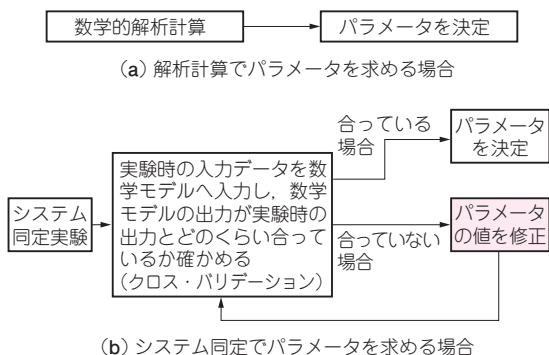 数学的解析計算
パラメータを決定
(a) 解析計算でパラメータを求める場合
システム
同定実験
実験時の入力データを数
学モデルへ入力し，数学
モデルの出力が実験時の
出力とどのくらい合って
いるか確かめる
(クロス・バリデーション)
合っている
場合
パラメータ
を決定
合っていない
場合
パラメータ
の値を修正
(b) システム同定でパラメータを求める場合